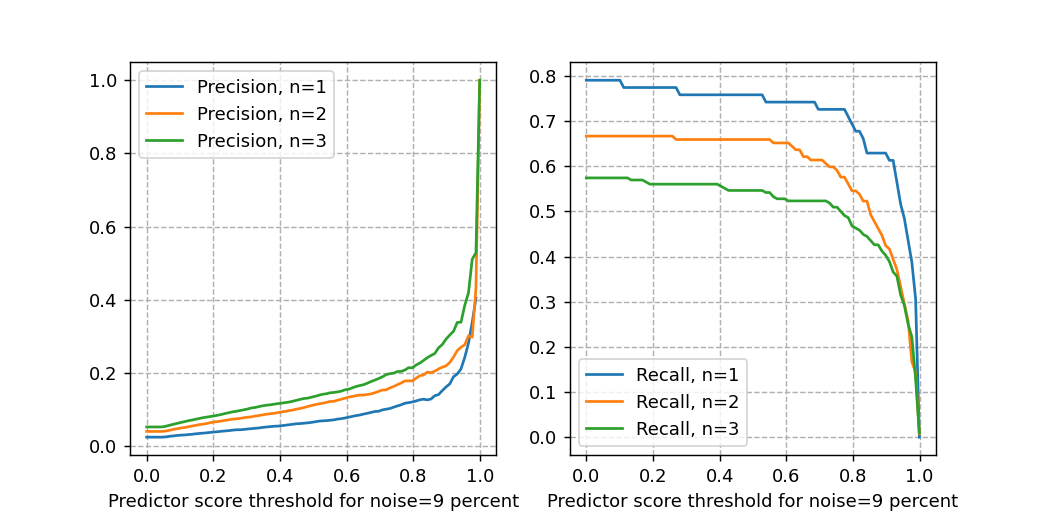 1.0
0.8
0.6
0.4
0.2
0.0
Precision, n=1
Precision, n=2
Precision, n=3
0.0 0.2 0.4 0.6 0.8 1.0
Predictor score threshold for noise=9 percent
0.8
0.7
0.6
0.5
0.4
0.3
0.2
0.1
0.0
Recall, n=1
Recall, n=2
Recall, n=3
0.0 0.2 0.4 0.6 0.8 1.0
Predictor score threshold for noise=9 percent